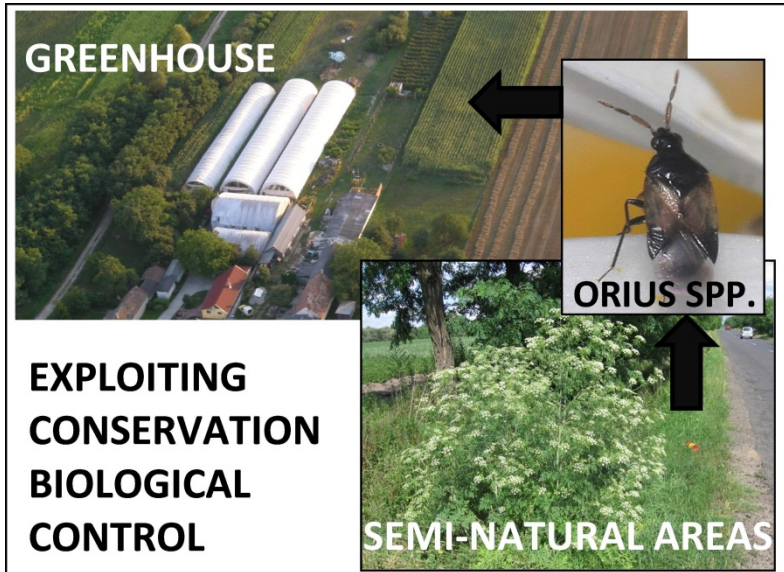 GREENHOUSE
ORIUS SPP.
EXPLOITING
CONSERVATION
BIOLOGICAL
CONTROL
SEMI-NATURAL AREAS